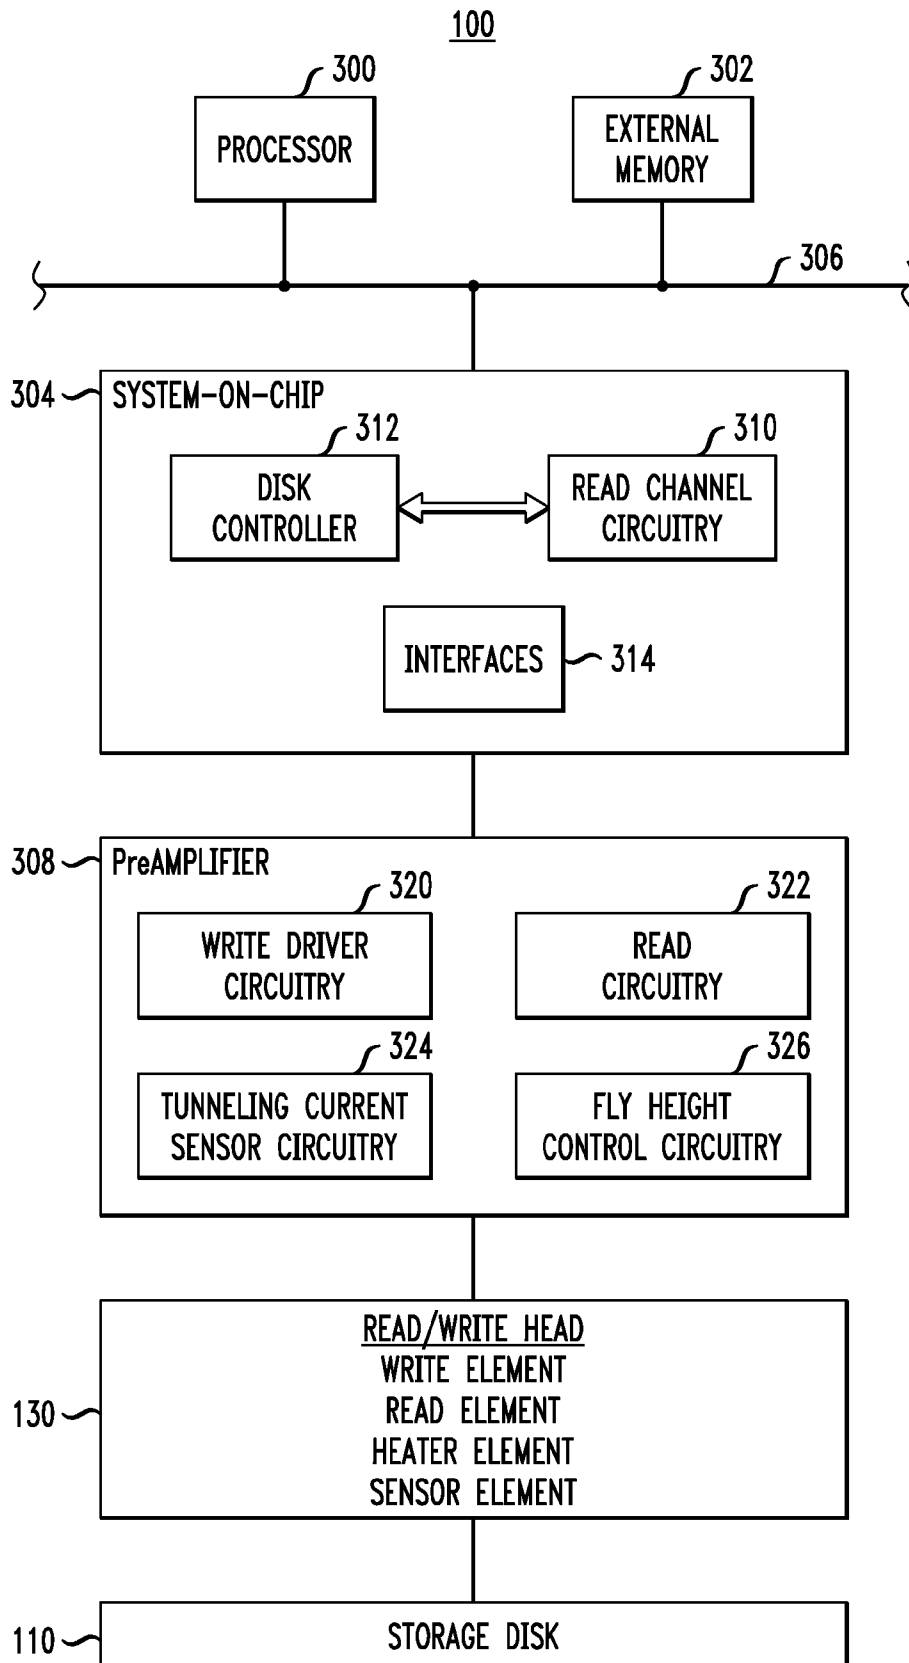 100
300
302
PROCESSOR
EXTERNAL
MEMORY
306
304
SYSTEM-ON-CHIP
312
310
DISK
CONTROLLER
READ CHANNEL
CIRCUITRY
INTERFACES
314
308
PreAMPLIFIER
320
322
WRITE DRIVER
CIRCUITRY
READ
CIRCUITRY
324
326
TUNNELING CURRENT
SENSOR CIRCUITRY
FLY HEIGHT
CONTROL CIRCUITRY
130
READ/WRITE HEAD
WRITE ELEMENT
READ ELEMENT
HEATER ELEMENT
SENSOR ELEMENT
110
STORAGE DISK